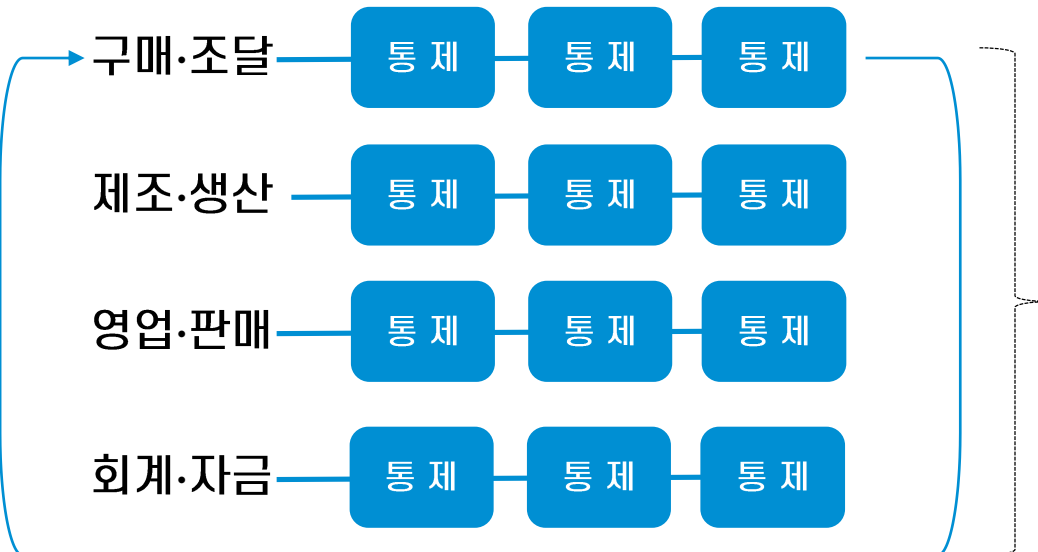 구매·조달 통 제 통 제 통 제
제조·생산 통 제 통 제 통 제
영업·판매 통 제 통 제 통 제
회계·자금 통 제 통 제 통 제